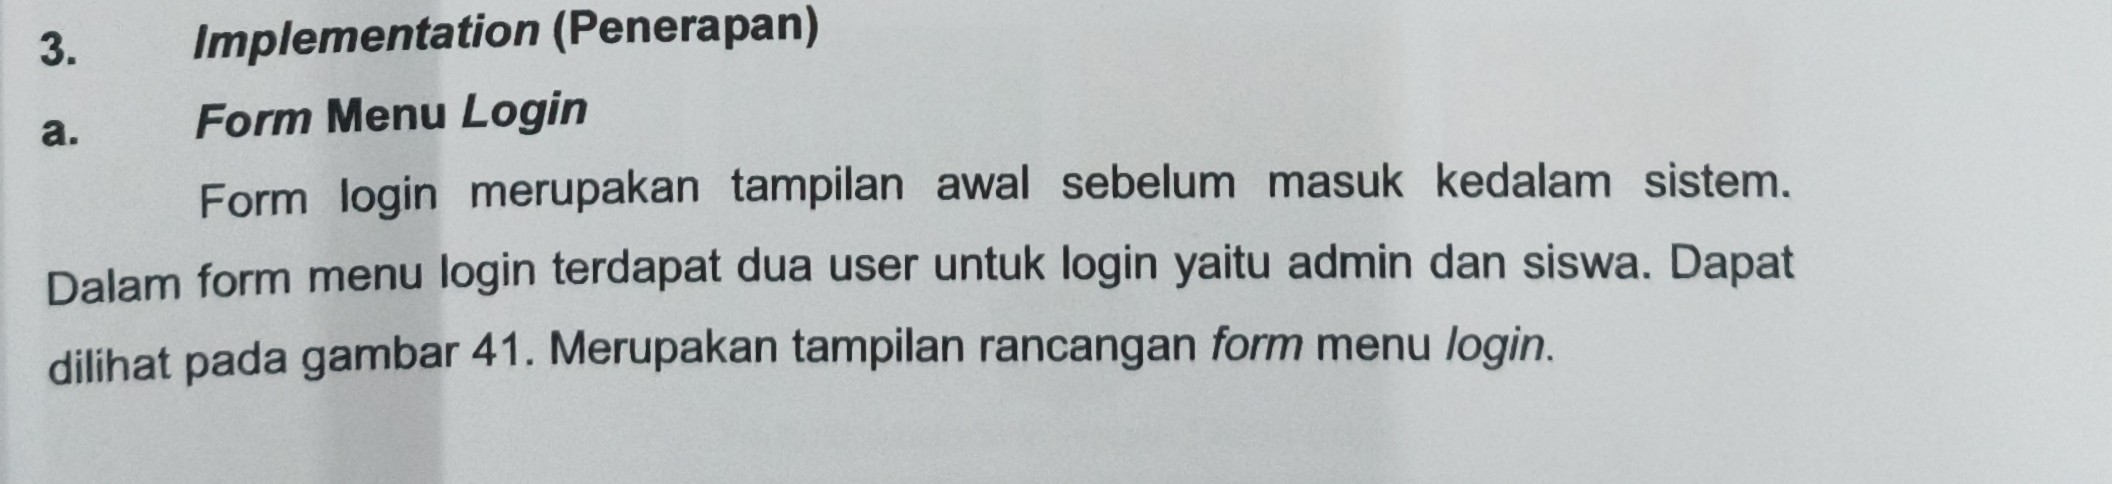 3. Implementation (Penerapan)
a. Form Menu Login
Form login merupakan tampilan awal sebelum masuk kedalam sistem.
Dalam form menu login terdapat dua user untuk login yaitu admin dan siswa. Dapat
dilihat pada gambar 41. Merupakan tampilan rancangan form menu login.